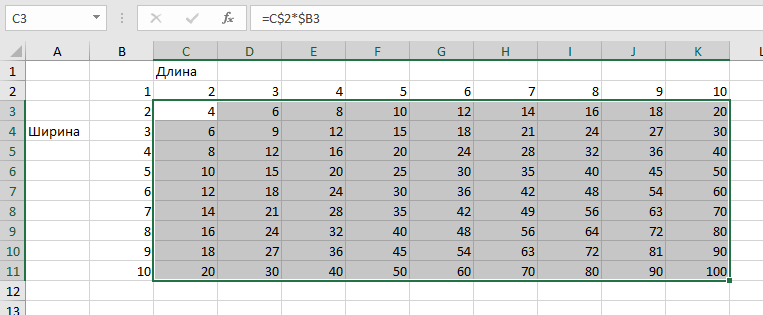 C3 fx =C$2*$B3
A B C D E F G H I J K L
1 Длина
2 1 2 3 4 5 6 7 8 9 10
3 2 4 6 8 10 12 14 16 18 20
4 Ширина 3 6 9 12 15 18 21 24 27 30
5 4 8 12 16 20 24 28 32 36 40
6 5 10 15 20 25 30 35 40 45 50
7 6 12 18 24 30 36 42 48 54 60
8 7 14 21 28 35 42 49 56 63 70
9 8 16 24 32 40 48 56 64 72 80
10 9 18 27 36 45 54 63 72 81 90
11 10 20 30 40 50 60 70 80 90 100
12
13